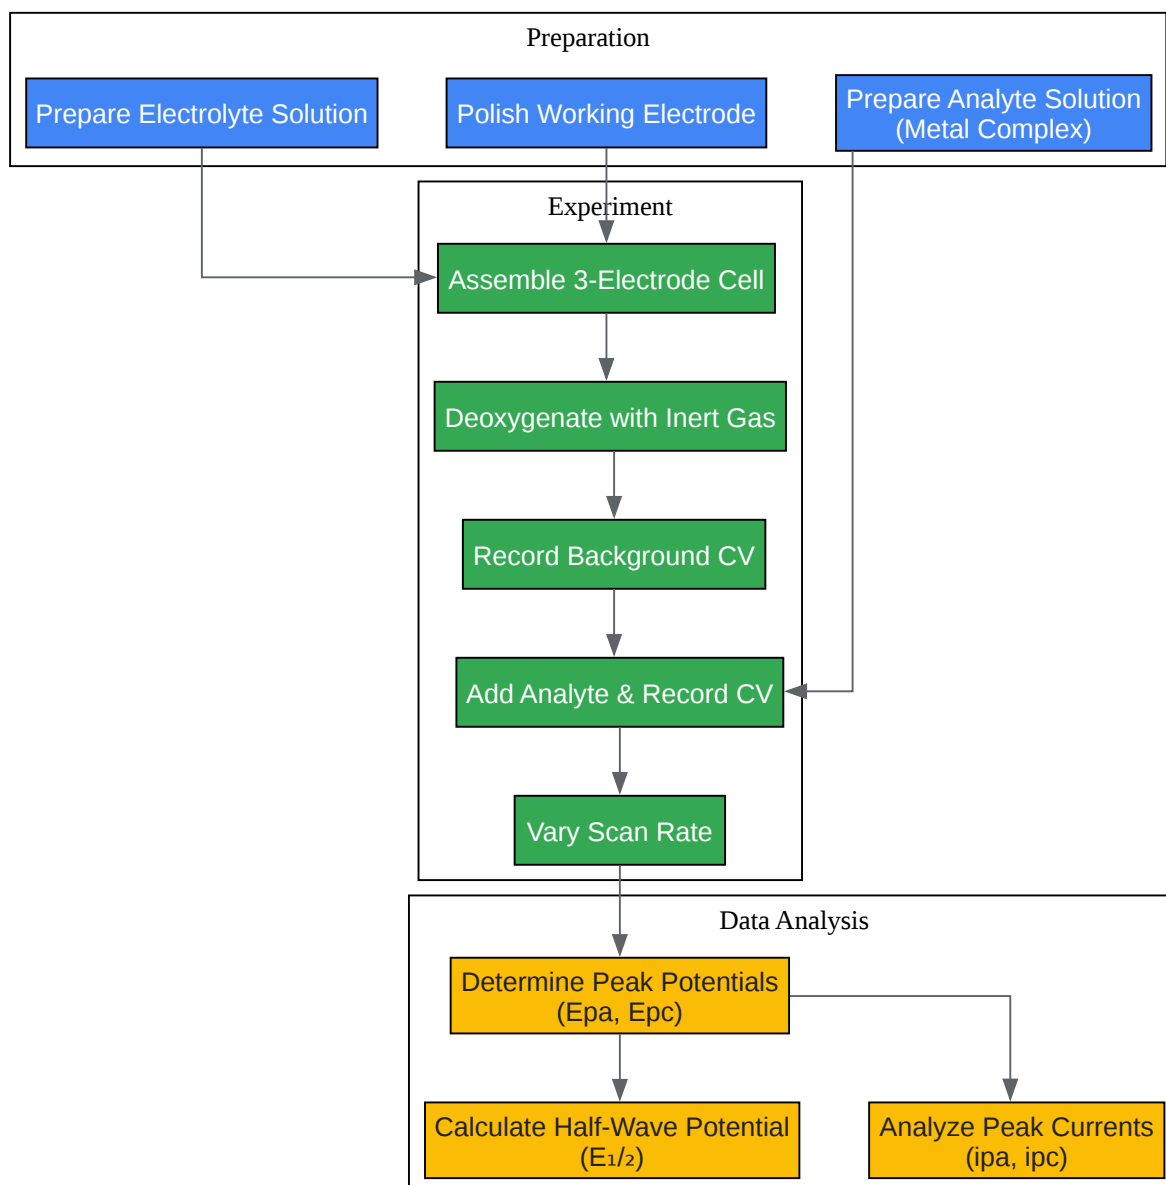 Preparation
Prepare Electrolyte Solution
Polish Working Electrode
Prepare Analyte Solution
(Metal Complex)
Experiment
Assemble 3-Electrode Cell
Deoxygenate with Inert Gas
Record Background CV
Add Analyte & Record CV
Vary Scan Rate
Data Analysis
Determine Peak Potentials
(Epa, Epc)
Calculate Half-Wave Potential
(E₁/₂)
Analyze Peak Currents
(ipa, ipc)